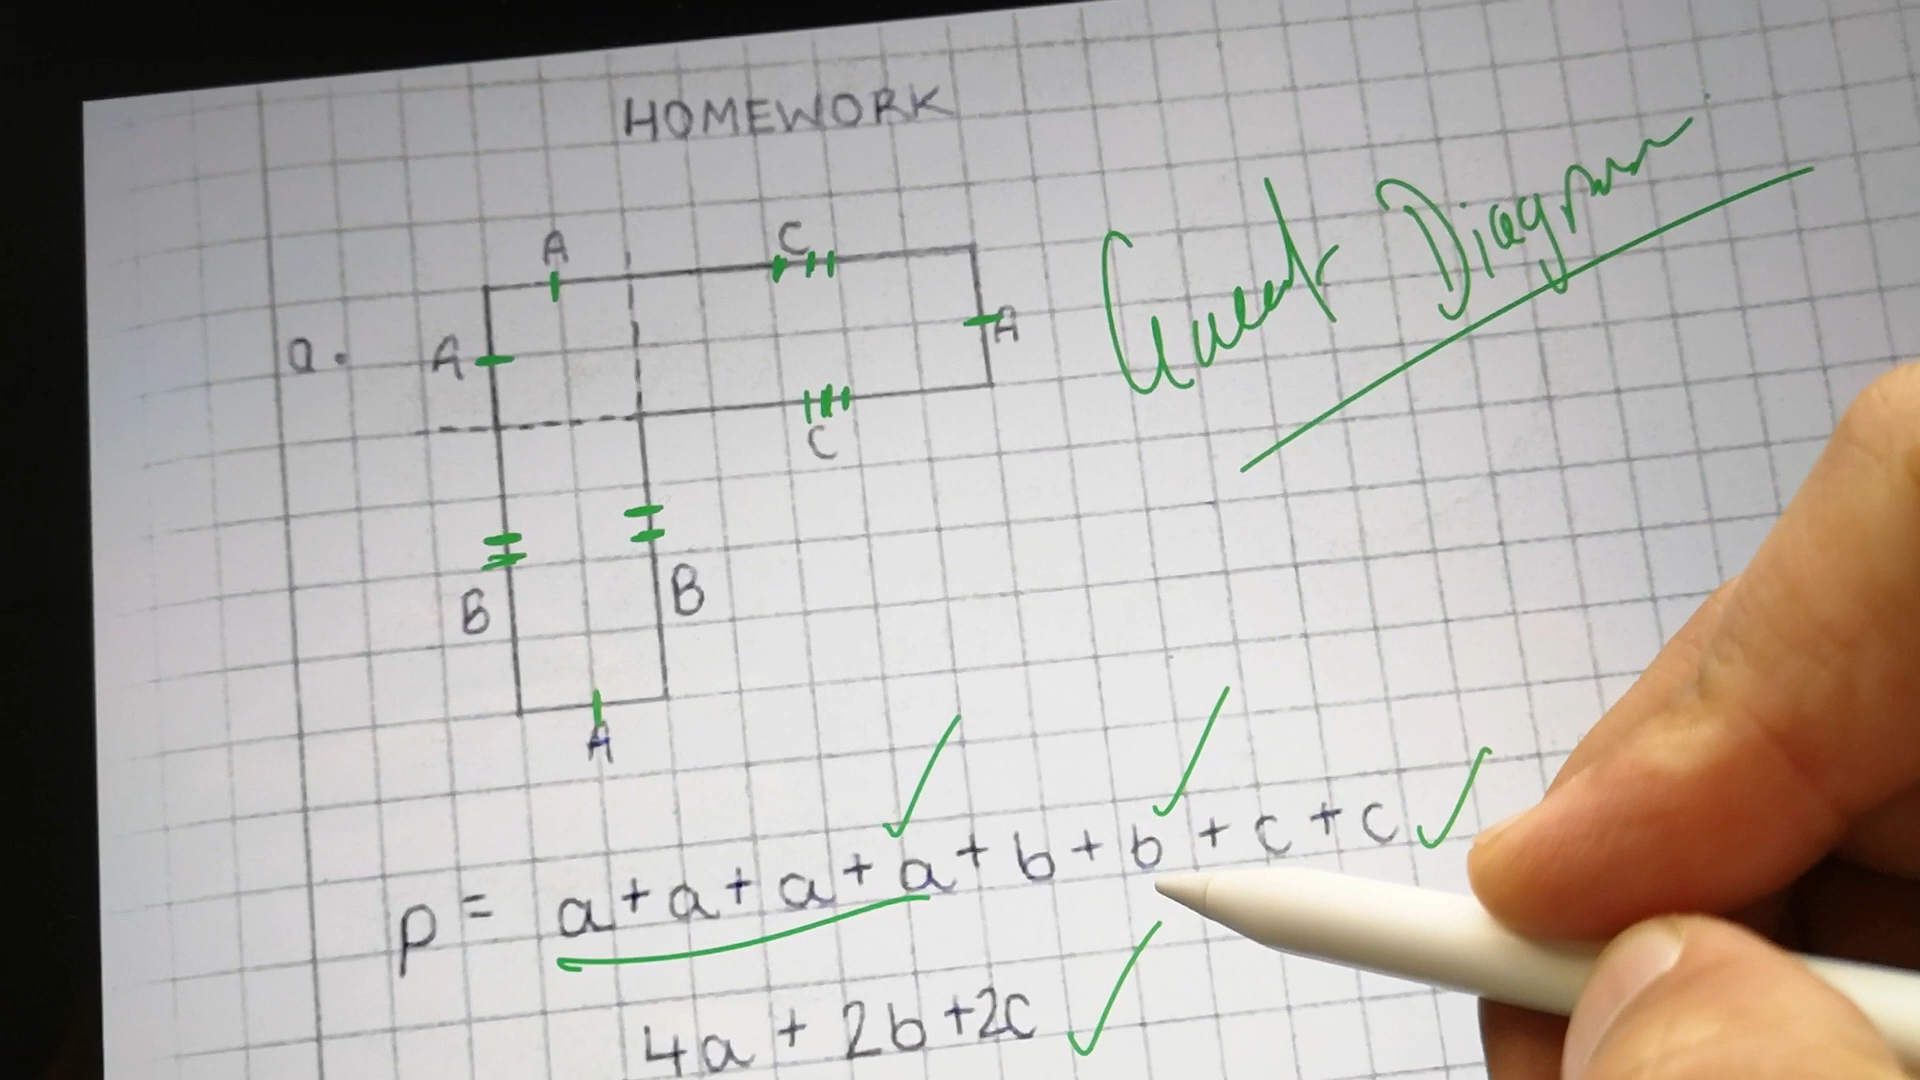 HOMEWORK
A
C
Great Diagram
a.
A
A
C
B
B
A
p = a + a + a + a + b + b + c + c
4a + 2b + 2c